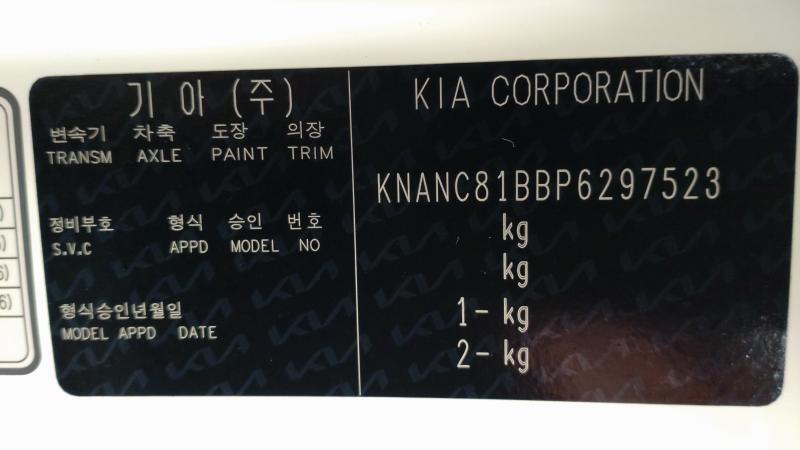 기아(주)
변속기 차축 도장 의장
TRANSM AXLE PAINT TRIM
정비부호 형식 승인 번호
S.V.C APPD MODEL NO
형식승인년월일
MODEL APPD DATE
KIA CORPORATION
KNANC81BBP6297523
kg
kg
1- kg
2- kg